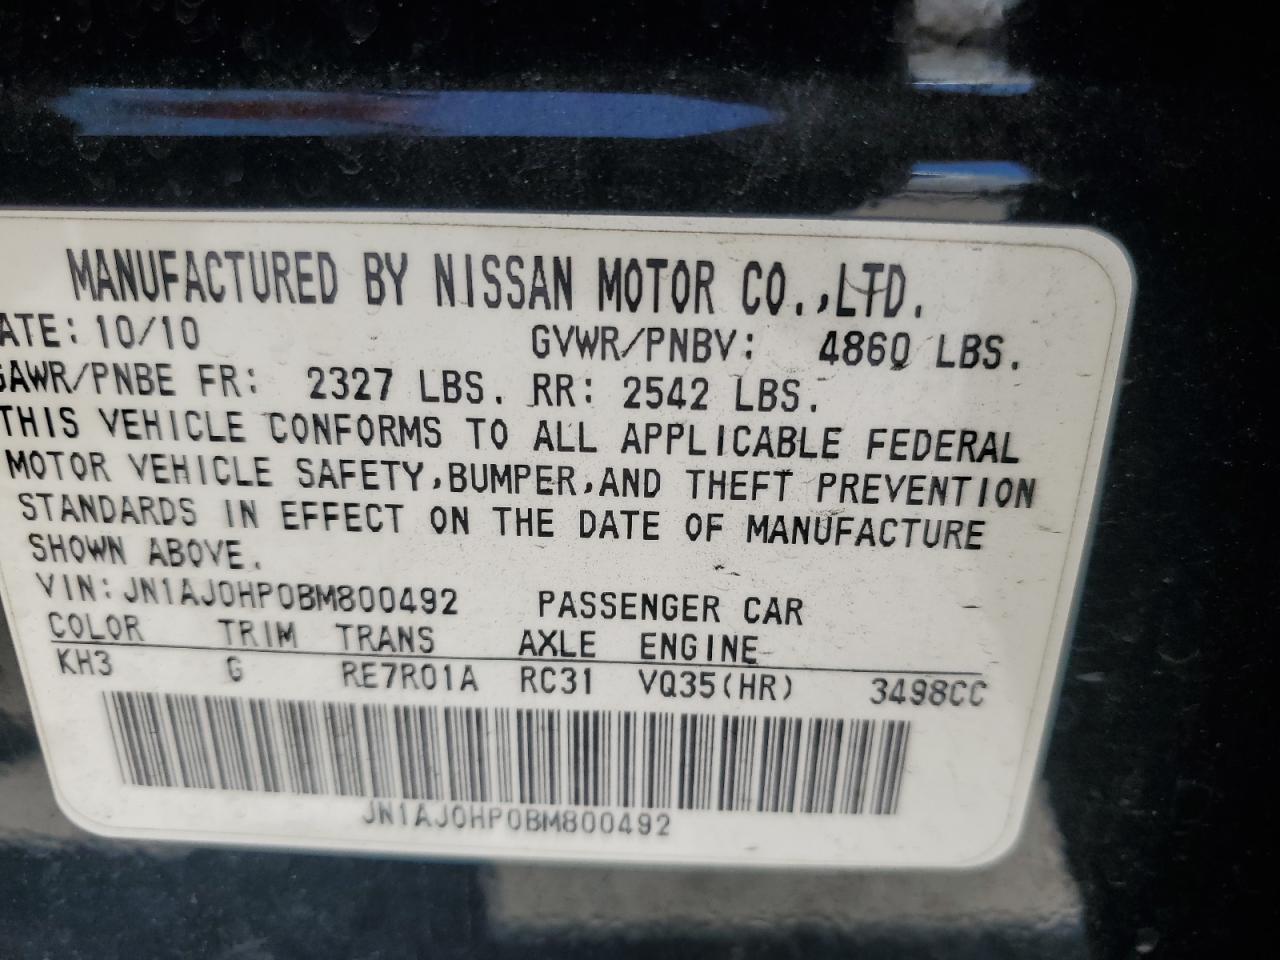 MANUFACTURED BY NISSAN MOTOR CO.,LTD.
ATE: 10/10 GVWR/PNBV: 4860 LBS.
GAWR/PNBE FR: 2327 LBS. RR: 2542 LBS.
THIS VEHICLE CONFORMS TO ALL APPLICABLE FEDERAL
MOTOR VEHICLE SAFETY,BUMPER,AND THEFT PREVENTION
STANDARDS IN EFFECT ON THE DATE OF MANUFACTURE
SHOWN ABOVE.
VIN: JN1AJ0HP0BM800492 PASSENGER CAR
COLOR TRIM TRANS AXLE ENGINE
KH3 G RE7R01A RC31 VQ35(HR) 3498CC
JN1AJ0HP0BM800492